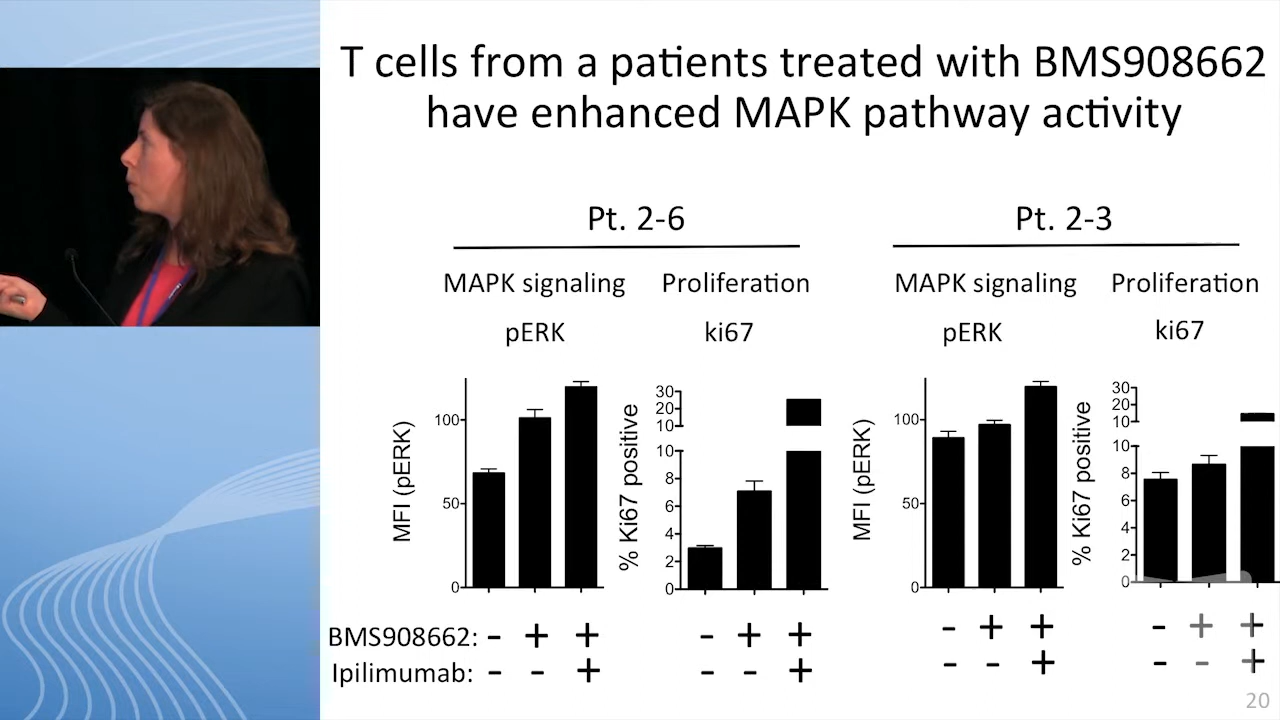 T cells from a patients treated with BMS908662
have enhanced MAPK pathway activity
Pt. 2-6
Pt. 2-3
MAPK signaling
Proliferation
MAPK signaling
Proliferation
pERK
ki67
pERK
ki67
MFI (pERK)
100
50
0
% Ki67 positive
30
20
10
10
8
6
4
2
0
MFI (pERK)
100
50
0
% Ki67 positive
30
20
10
10
8
6
4
2
0
BMS908662: - + + - + + - + + - + +
Ipilimumab: - - + - - + - - + - - +
20